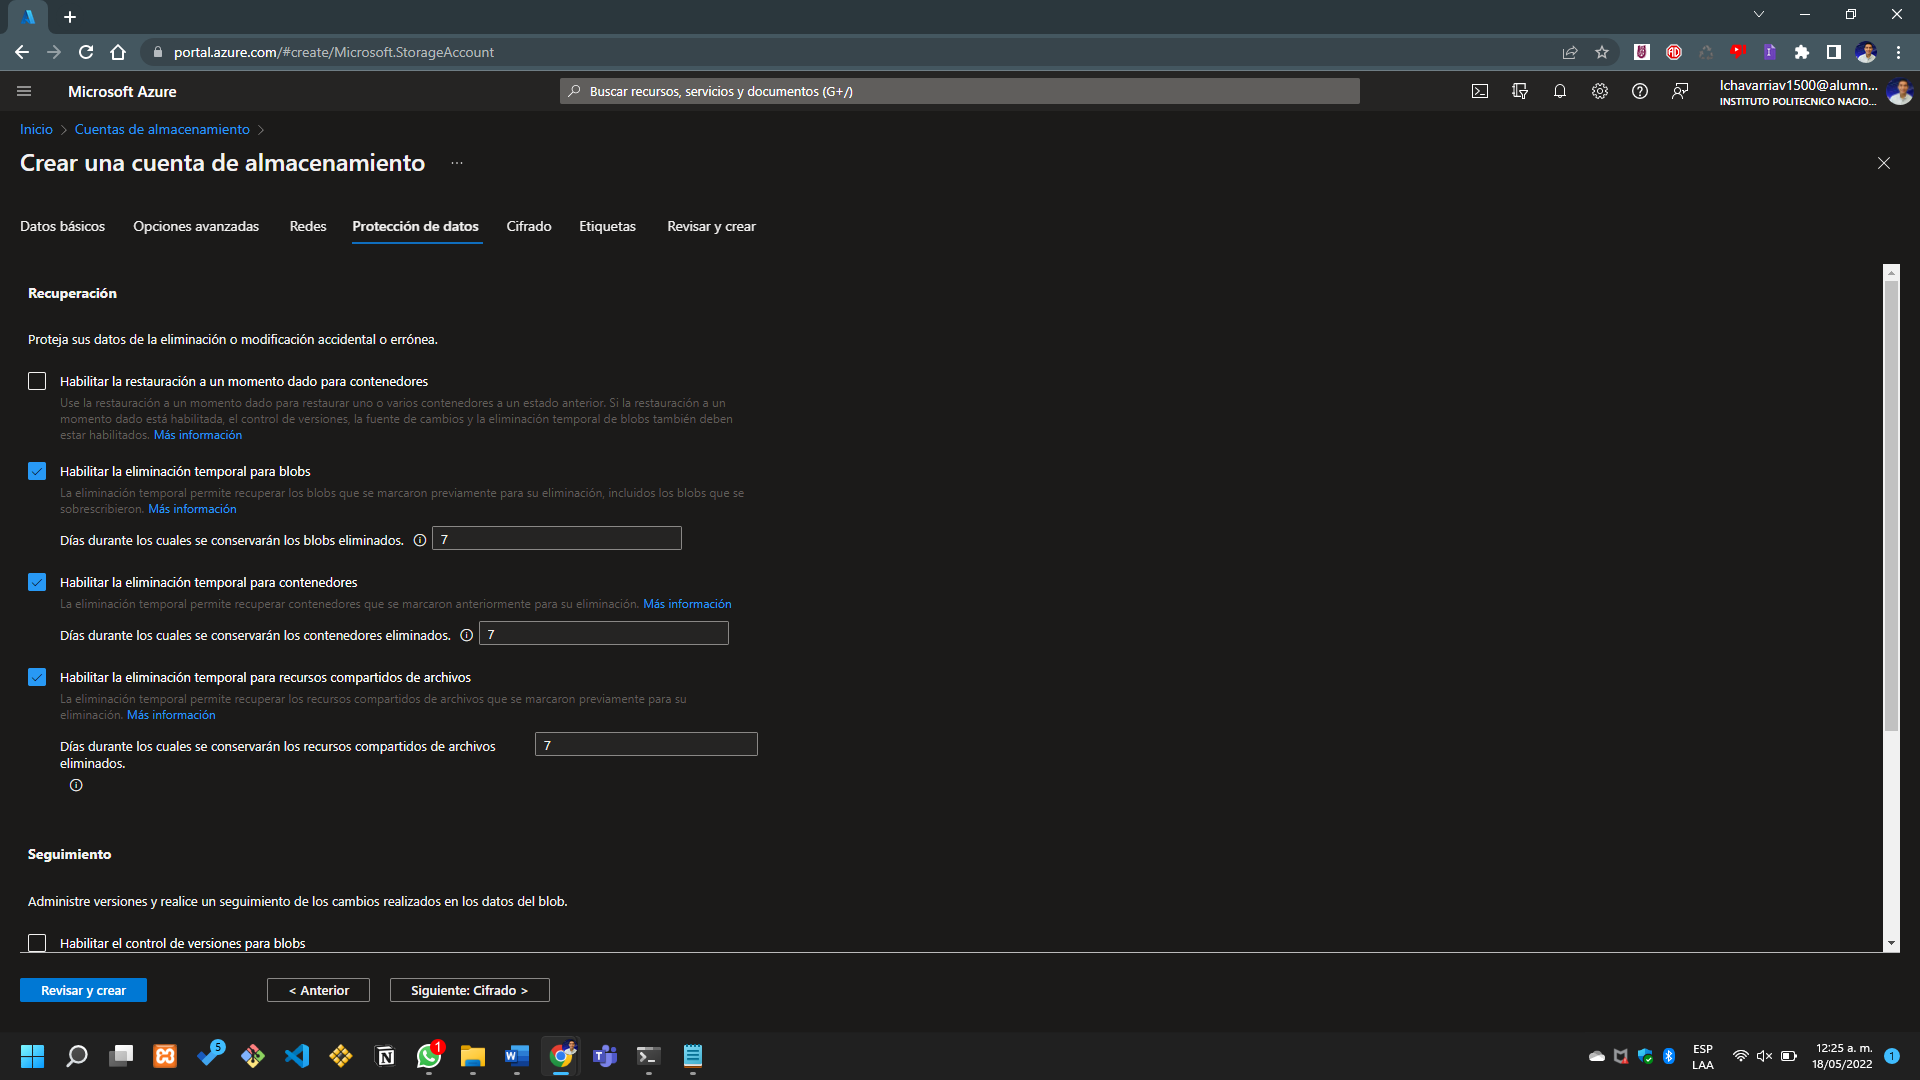 portal.azure.com/#create/Microsoft.StorageAccount
Microsoft Azure
Buscar recursos, servicios y documentos (G+/)
lchavarriav1500@alumn...
INSTITUTO POLITECNICO NACIO...
Inicio > Cuentas de almacenamiento >
Crear una cuenta de almacenamiento ...
Datos básicos Opciones avanzadas Redes Protección de datos Cifrado Etiquetas Revisar y crear
Recuperación
Proteja sus datos de la eliminación o modificación accidental o errónea.
Habilitar la restauración a un momento dado para contenedores
Use la restauración a un momento dado para restaurar uno o varios contenedores a un estado anterior. Si la restauración a un
momento dado está habilitada, el control de versiones, la fuente de cambios y la eliminación temporal de blobs también deben
estar habilitados. Más información
Habilitar la eliminación temporal para blobs
La eliminación temporal permite recuperar los blobs que se marcaron previamente para su eliminación, incluidos los blobs que se
sobrescribieron. Más información
Días durante los cuales se conservarán los blobs eliminados. 7
Habilitar la eliminación temporal para contenedores
La eliminación temporal permite recuperar contenedores que se marcaron anteriormente para su eliminación. Más información
Días durante los cuales se conservarán los contenedores eliminados. 7
Habilitar la eliminación temporal para recursos compartidos de archivos
La eliminación temporal permite recuperar los recursos compartidos de archivos que se marcaron previamente para su
eliminación. Más información
Días durante los cuales se conservarán los recursos compartidos de archivos 7
eliminados.
Seguimiento
Administre versiones y realice un seguimiento de los cambios realizados en los datos del blob.
Habilitar el control de versiones para blobs
Revisar y crear < Anterior Siguiente: Cifrado >
5 1
ESP
LAA
12:25 a. m.
18/05/2022
1